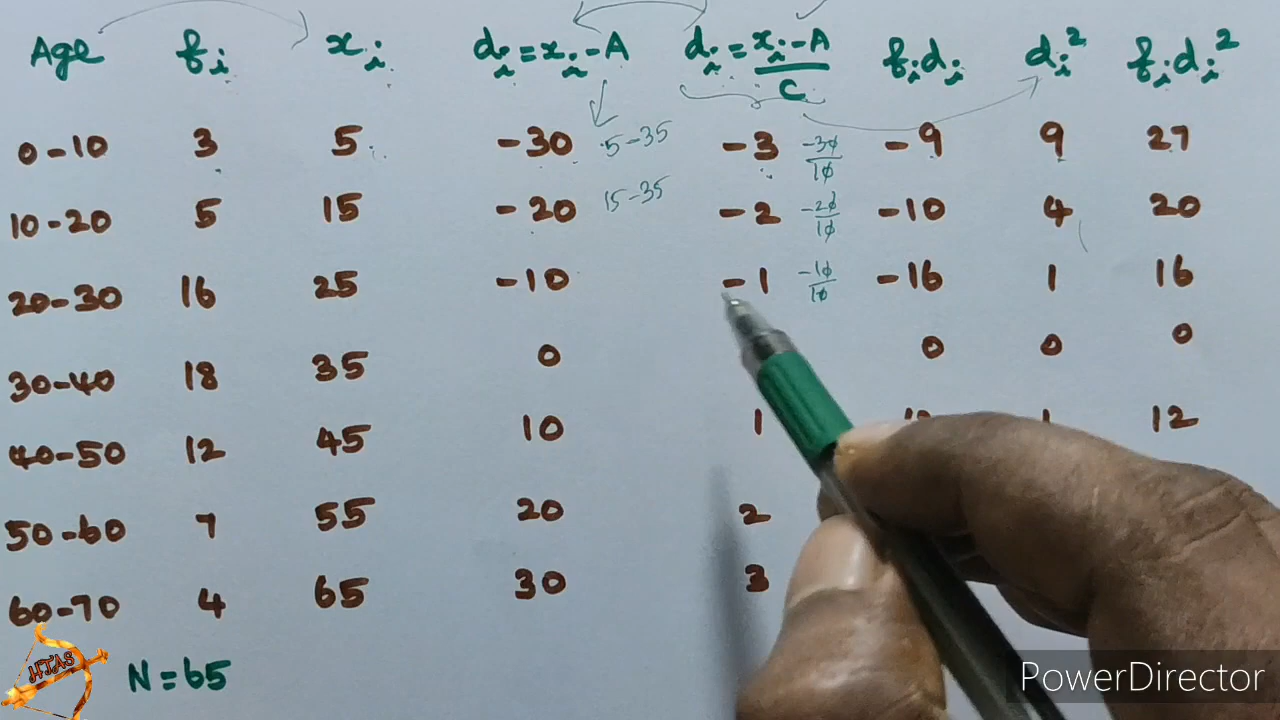 Age fi xi di = xi - A di = xi - A / C fidi di² fidi²
0-10 3 5 -30 5-35 -3 -30/10 -9 9 27
10-20 5 15 -20 15-35 -2 -20/10 -10 4 20
20-30 16 25 -10 -1 -10/10 -16 1 16
30-40 18 35 0 0 0 0
40-50 12 45 10 1 1 12
50-60 7 55 20 2
60-70 4 65 30 3
N = 65
HTAS
PowerDirector